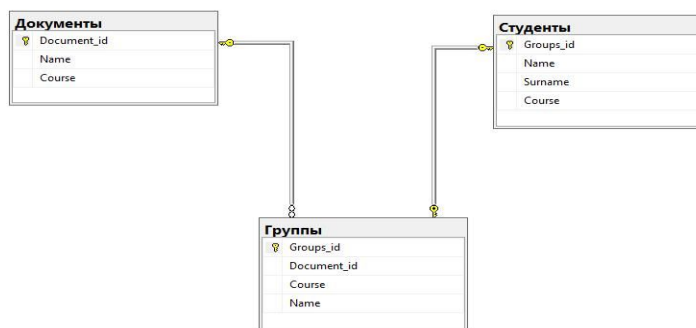 Документы
Document_id
Name
Course
Студенты
Groups_id
Name
Surname
Course
Группы
Groups_id
Document_id
Course
Name